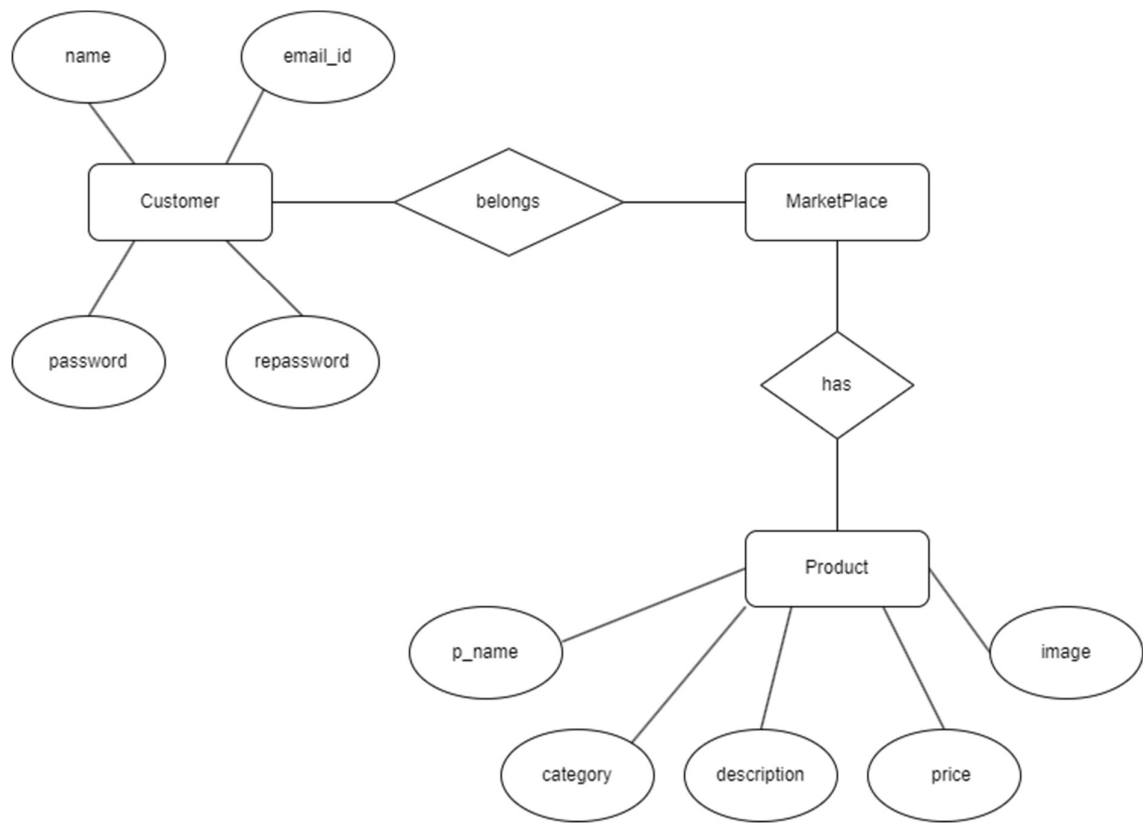 name
email_id
Customer
belongs
MarketPlace
password
repassword
has
Product
p_name
image
category
description
price